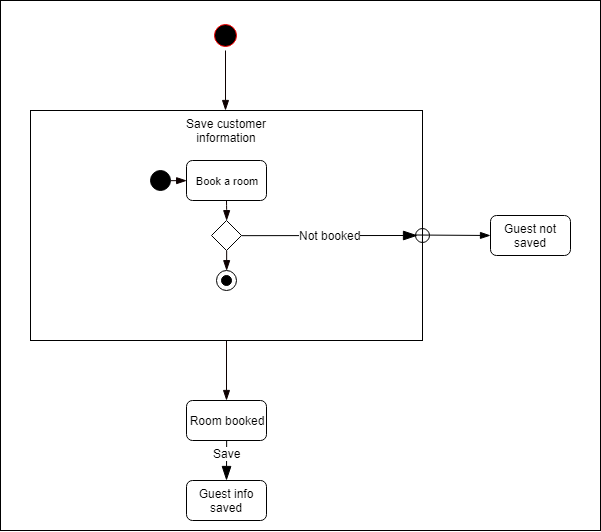 Save customer
information
Book a room
Not booked
Guest not
saved
Room booked
Save
Guest info
saved